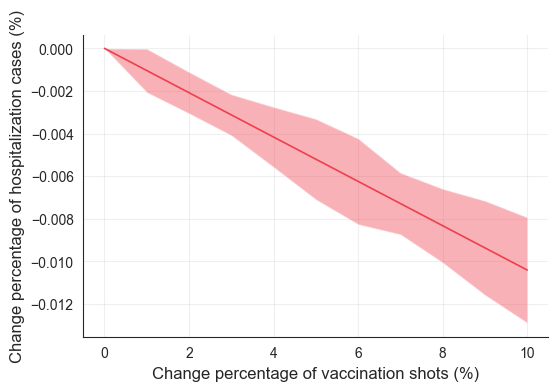 Change percentage of hospitalization cases (%)
0.000
−0.002
−0.004
−0.006
−0.008
−0.010
−0.012
0 2 4 6 8 10
Change percentage of vaccination shots (%)